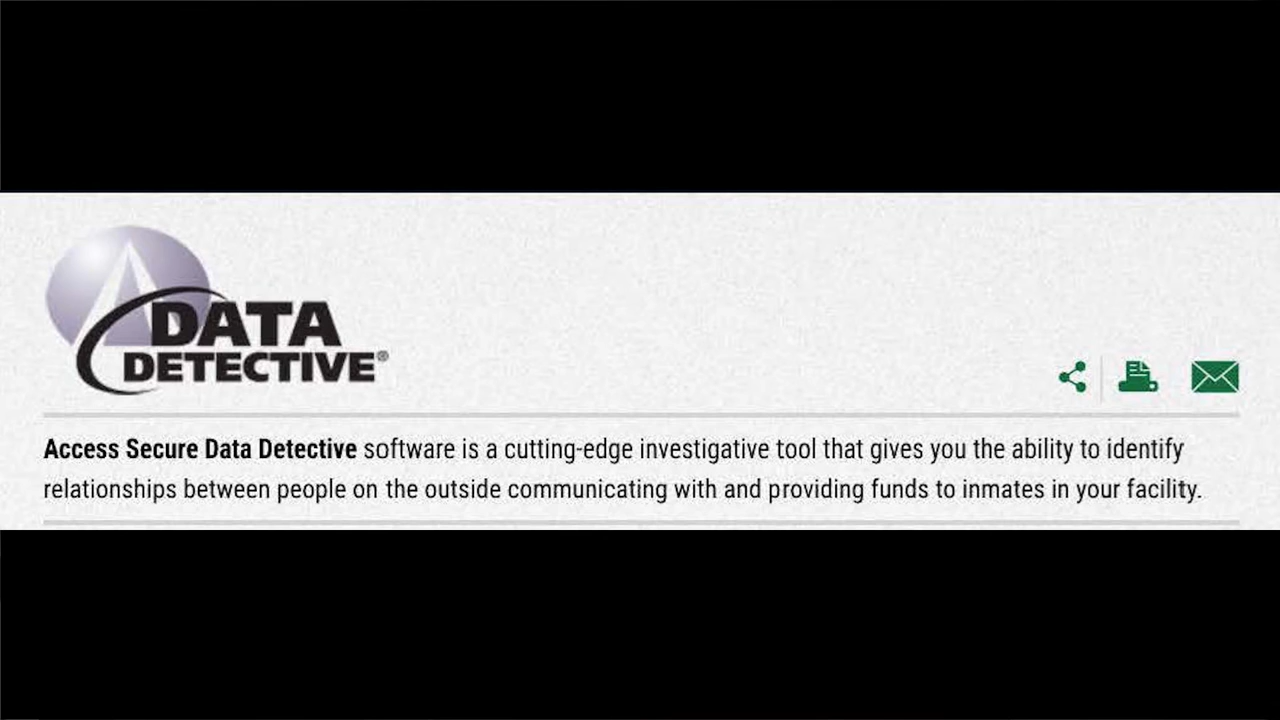 DATA
DETECTIVE®
Access Secure Data Detective software is a cutting-edge investigative tool that gives you the ability to identify
relationships between people on the outside communicating with and providing funds to inmates in your facility.